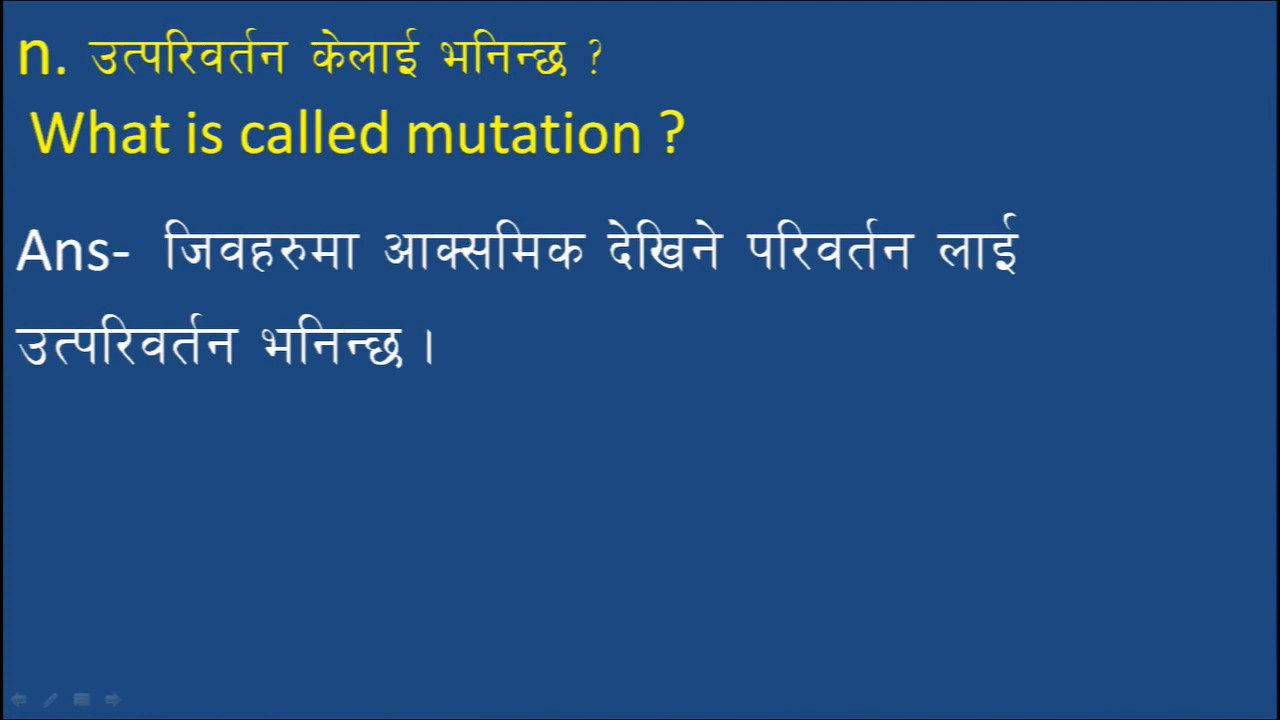 n. उत्परिवर्तन केलाई भनिन्छ ?
What is called mutation ?
Ans- जिवहरुमा आक्समिक देखिने परिवर्तन लाई
उत्परिवर्तन भनिन्छ ।